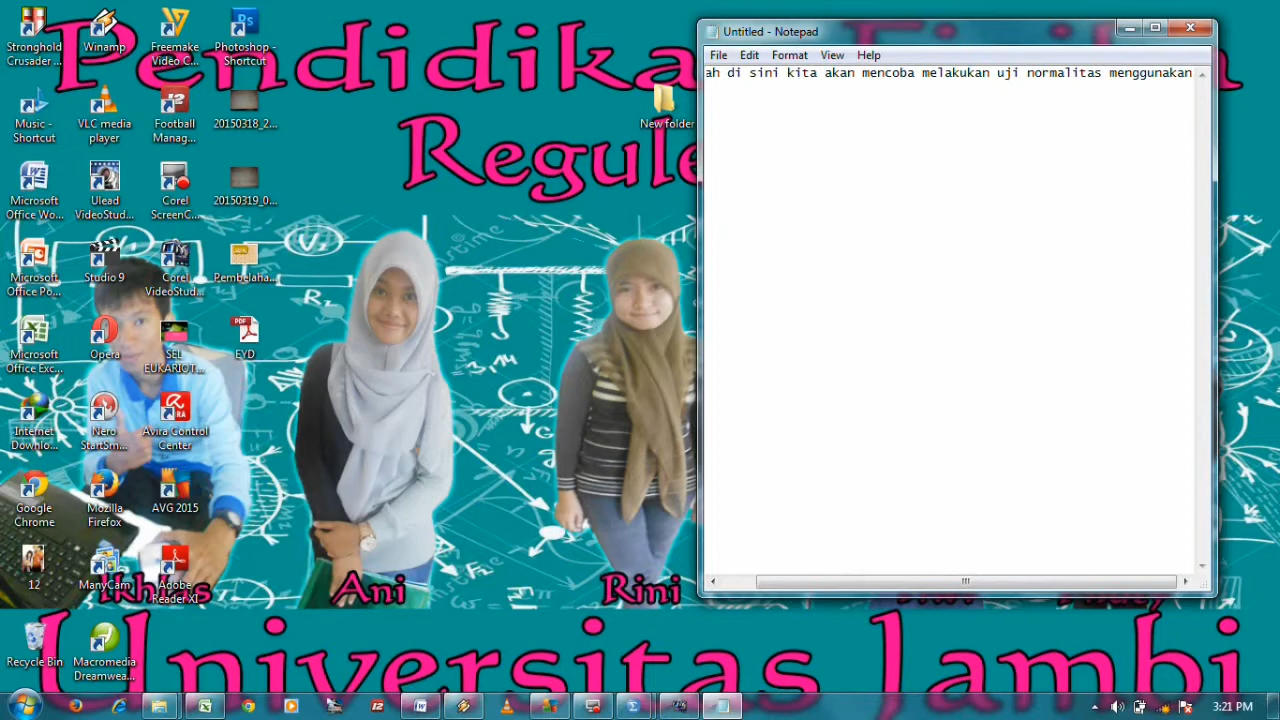 Stronghold Crusader ...
Winamp
Freemake Video C...
Photoshop - Shortcut
Music - Shortcut
VLC media player
Football Manag...
20150318_2...
Microsoft Office Wo...
Ulead VideoStud...
Corel ScreenC...
20150319_0...
Microsoft Office Po...
Studio 9
Corel VideoStud...
Pembelaha...
Microsoft Office Exc...
Opera
SEL EUKARIOT...
EYD
Internet Downlo...
Nero StartSm...
Avira Control Center
Google Chrome
Mozilla Firefox
AVG 2015
12
ManyCam
Adobe Reader XI
Recycle Bin
Macromedia Dreamwea...
New folder
Pendidika
Regule
Ikhlas
Ani
Rini
Universitas Jambi
Untitled - Notepad
File Edit Format View Help
ah di sini kita akan mencoba melakukan uji normalitas menggunakan
3:21 PM